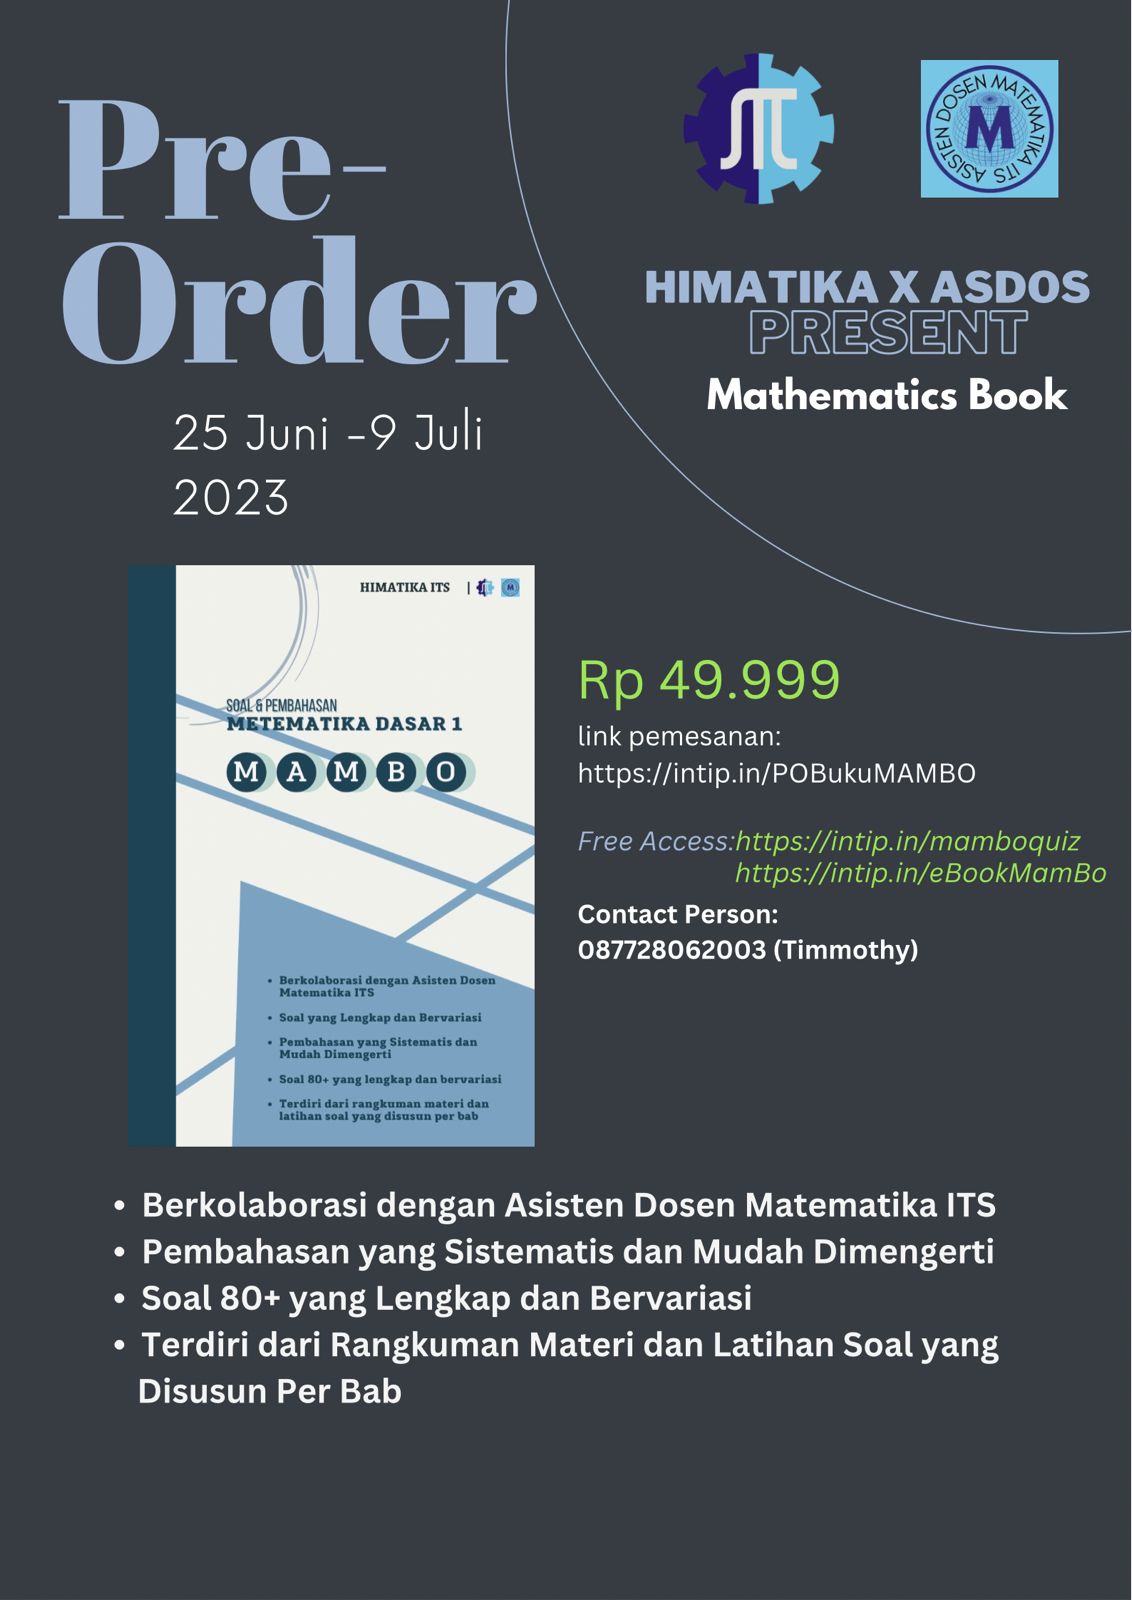 Pre-
Order
25 Juni -9 Juli
2023
ASISTEN DOSEN MATEMATIKA ITS
M
HIMATIKA X ASDOS
PRESENT
Mathematics Book
HIMATIKA ITS |
M
SOAL & PEMBAHASAN
METEMATIKA DASAR 1
MAMBO
• Berkolaborasi dengan Asisten Dosen
Matematika ITS
• Soal yang Lengkap dan Bervariasi
• Pembahasan yang Sistematis dan
Mudah Dimengerti
• Soal 80+ yang lengkap dan bervariasi
• Terdiri dari rangkuman materi dan
latihan soal yang disusun per bab
Rp 49.999
link pemesanan:
https://intip.in/POBukuMAMBO
Free Access:https://intip.in/mamboquiz
https://intip.in/eBookMamBo
Contact Person:
087728062003 (Timmothy)
• Berkolaborasi dengan Asisten Dosen Matematika ITS
• Pembahasan yang Sistematis dan Mudah Dimengerti
• Soal 80+ yang Lengkap dan Bervariasi
• Terdiri dari Rangkuman Materi dan Latihan Soal yang
Disusun Per Bab